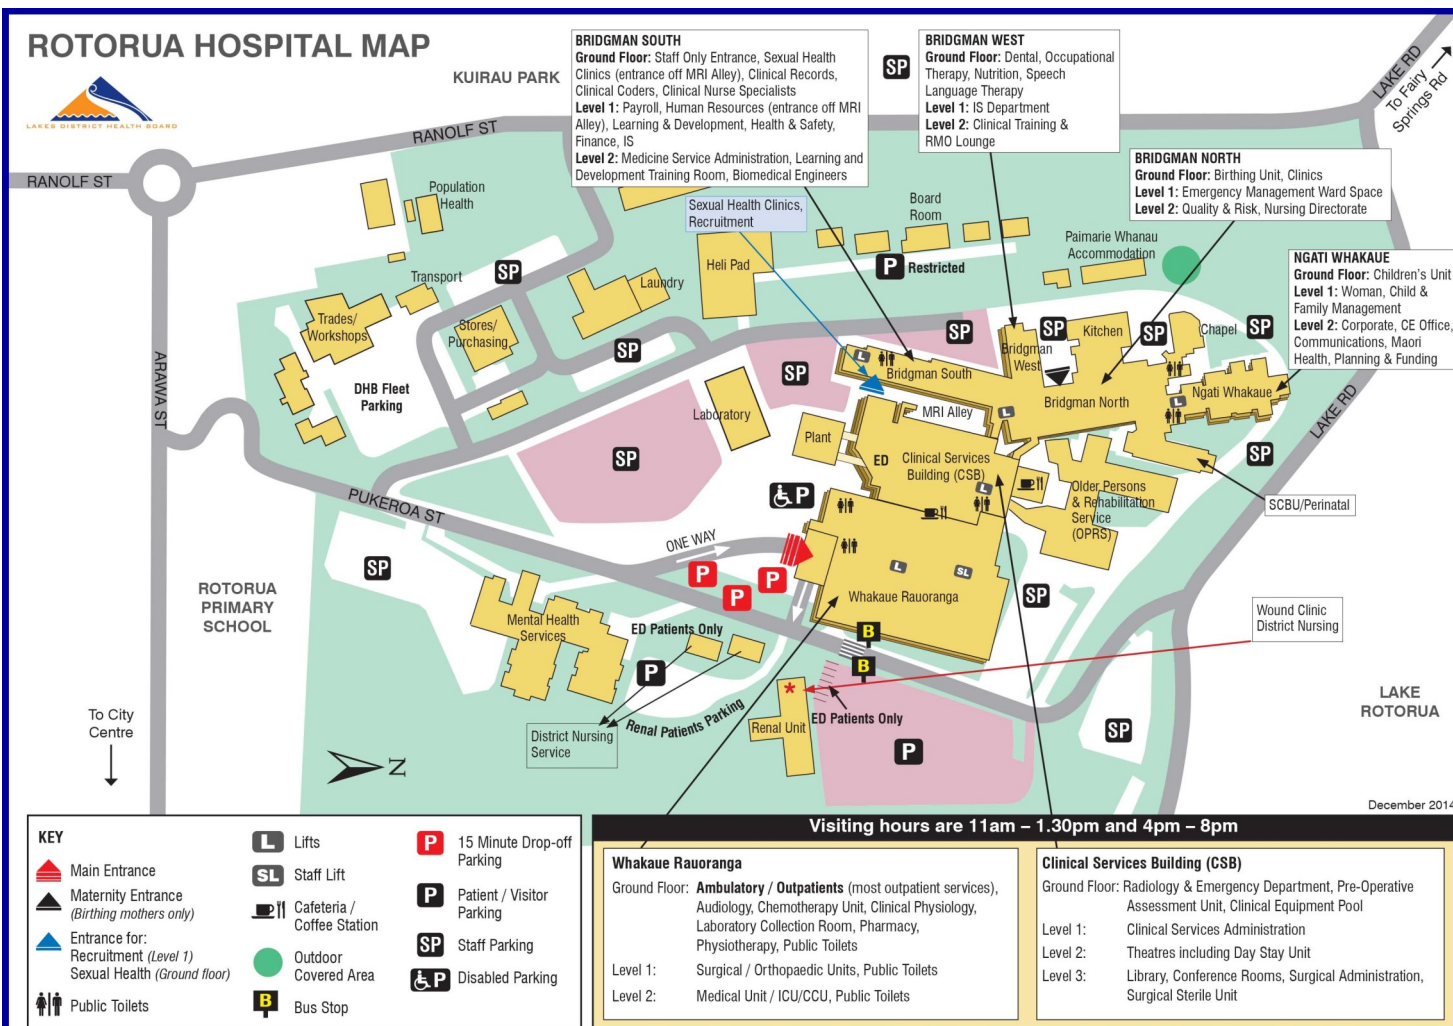 ROTORUA HOSPITAL MAP
LAKES DISTRICT HEALTH BOARD
KUIRAU PARK
BRIDGMAN SOUTH
Ground Floor: Staff Only Entrance, Sexual Health
Clinics (entrance off MRI Alley), Clinical Records,
Clinical Coders, Clinical Nurse Specialists
Level 1: Payroll, Human Resources (entrance off MRI
Alley), Learning & Development, Health & Safety,
Finance, IS
Level 2: Medicine Service Administration, Learning and
Development Training Room, Biomedical Engineers
SP
BRIDGMAN WEST
Ground Floor: Dental, Occupational
Therapy, Nutrition, Speech
Language Therapy
Level 1: IS Department
Level 2: Clinical Training &
RMO Lounge
LAKE RD
To Fairy
Springs Rd
BRIDGMAN NORTH
Ground Floor: Birthing Unit, Clinics
Level 1: Emergency Management Ward Space
Level 2: Quality & Risk, Nursing Directorate
NGATI WHAKAUE
Ground Floor: Children's Unit
Level 1: Woman, Child &
Family Management
Level 2: Corporate, CE Office,
Communications, Maori
Health, Planning & Funding
RANOLF ST
RANOLF ST
Population
Health
Sexual Health Clinics,
Recruitment
Board
Room
Paimarie Whanau
Accommodation
P Restricted
Heli Pad
Transport
SP
Laundry
Trades/
Workshops
Stores/
Purchasing
SP
SP
SP
Kitchen
SP
Chapel
SP
L
Bridgman South
Bridgman
West
Bridgman North
L
Ngati Whakaue
ARAWA ST
DHB Fleet
Parking
SP
Laboratory
MRI Alley
L
LAKE RD
Plant
ED
Clinical Services
Building (CSB)
L
SP
SP
Older Persons
& Rehabilitation
Service
(OPRS)
SCBU/Perinatal
P
PUKEROA ST
ONE WAY
P
P
P
SP
ROTORUA
PRIMARY
SCHOOL
Mental Health
Services
L
SL
Whakaue Rauoranga
SP
Wound Clinic
District Nursing
ED Patients Only
B
B
P
Renal Patients Parking
District Nursing
Service
*
Renal Unit
ED Patients Only
P
SP
LAKE
ROTORUA
To City
Centre
N
December 2014
KEY
Main Entrance
Maternity Entrance
(Birthing mothers only)
Entrance for:
Recruitment (Level 1)
Sexual Health (Ground floor)
Public Toilets
L Lifts
SL Staff Lift
Cafeteria /
Coffee Station
Outdoor
Covered Area
B Bus Stop
P 15 Minute Drop-off
Parking
P Patient / Visitor
Parking
SP Staff Parking
P Disabled Parking
Visiting hours are 11am – 1.30pm and 4pm – 8pm
Whakaue Rauoranga
Ground Floor: Ambulatory / Outpatients (most outpatient services),
Audiology, Chemotherapy Unit, Clinical Physiology,
Laboratory Collection Room, Pharmacy,
Physiotherapy, Public Toilets
Level 1: Surgical / Orthopaedic Units, Public Toilets
Level 2: Medical Unit / ICU/CCU, Public Toilets
Clinical Services Building (CSB)
Ground Floor: Radiology & Emergency Department, Pre-Operative
Assessment Unit, Clinical Equipment Pool
Level 1: Clinical Services Administration
Level 2: Theatres including Day Stay Unit
Level 3: Library, Conference Rooms, Surgical Administration,
Surgical Sterile Unit